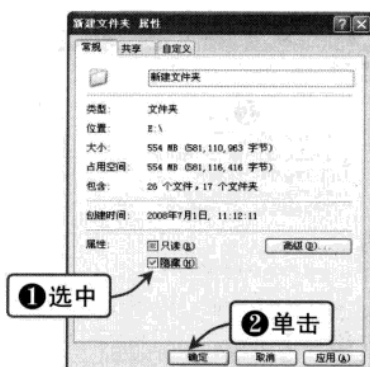 新建文件夹 属性
常规 共享 自定义
新建文件夹
类型: 文件夹
位置: E:\
大小: 554 MB (581,110,963 字节)
占用空间: 554 MB (581,116,416 字节)
包含: 26 个文件，17 个文件夹
创建时间: 2008年7月1日, 11:12:11
属性: 只读(R) 高级(D)...
隐藏(H)
❶选中
❷单击
确定 取消 应用(A)